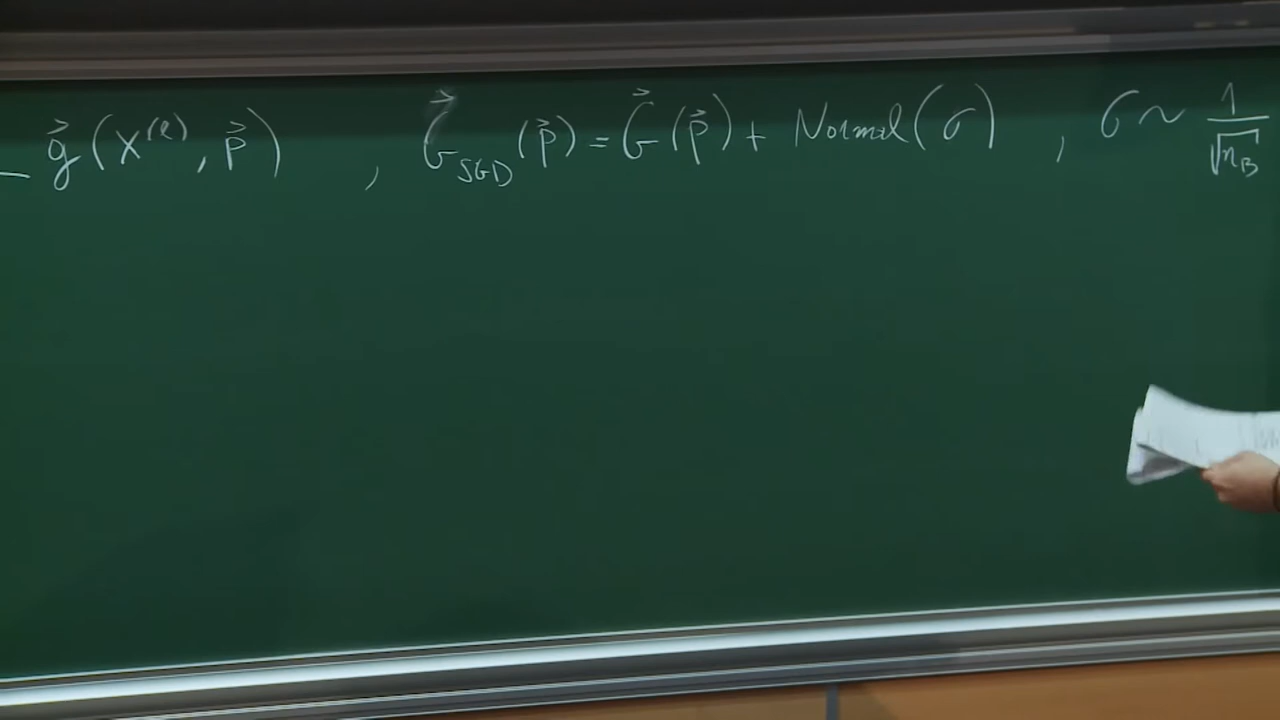 g⃗(X^(e), p⃗) , G⃗_SGD(p⃗) = G⃗(p⃗) + Normal(σ) , σ ~ 1/√n_B